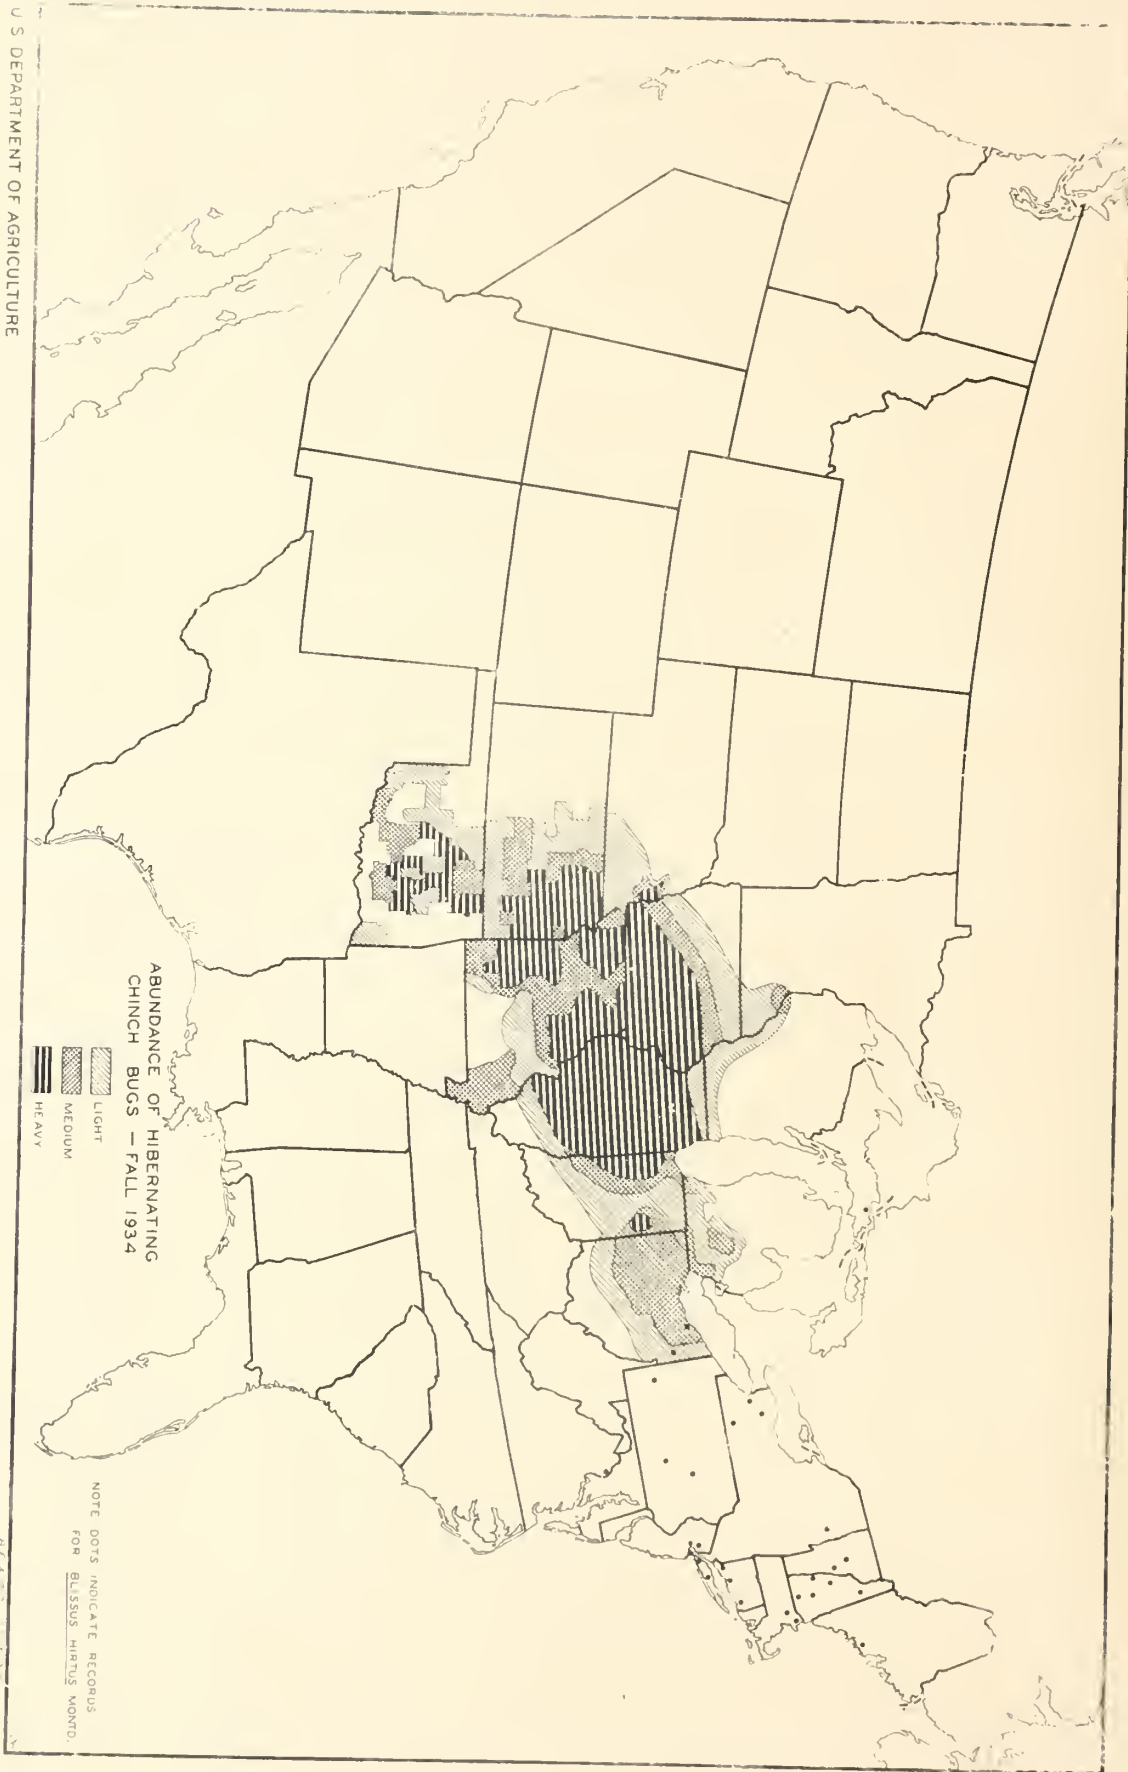 ABUNDANCE OF HIBERNATING
CHINCH BUGS — FALL 1934
LIGHT
MEDIUM
HEAVY
NOTE DOTS INDICATE RECORDS
FOR BLISSUS HIRTUS MONTD.
U S DEPARTMENT OF AGRICULTURE